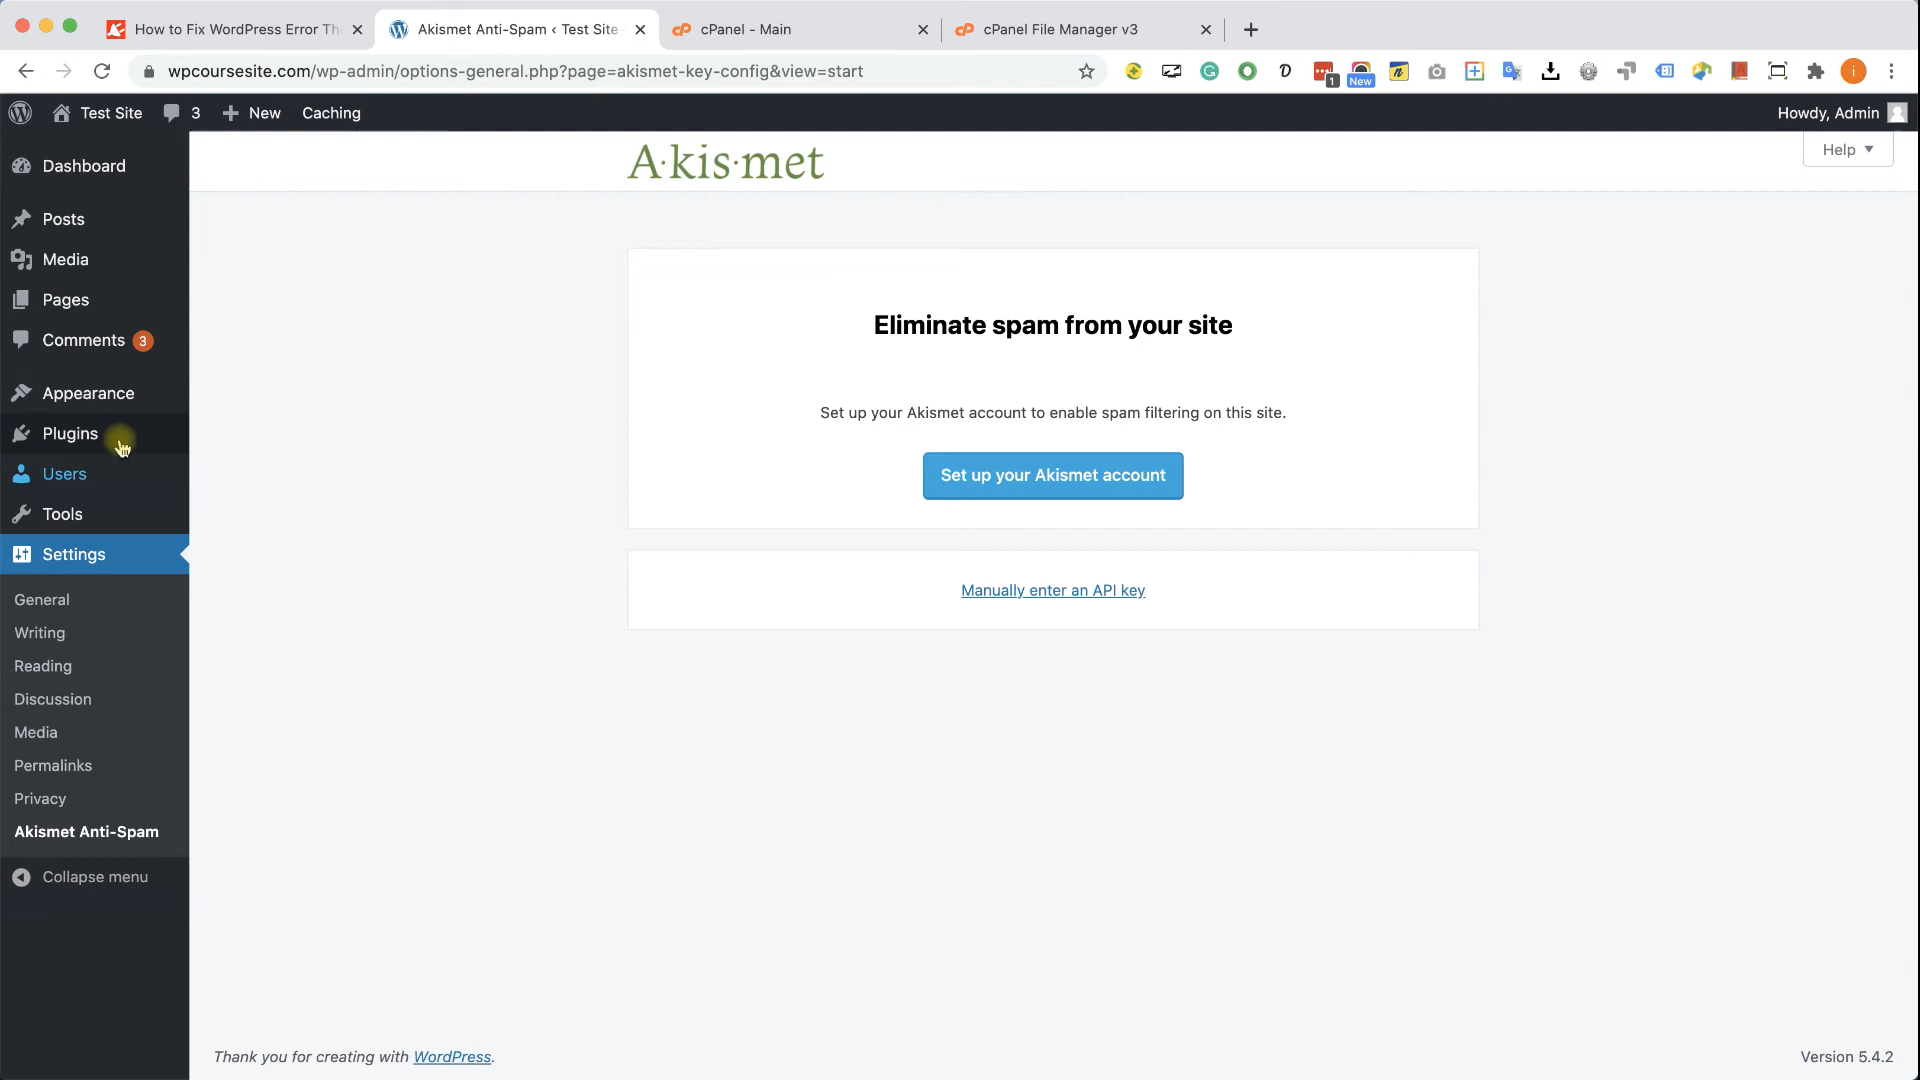 How to Fix WordPress Error Th
Akismet Anti-Spam ‹ Test Site
cPanel - Main
cPanel File Manager v3
wpcoursesite.com/wp-admin/options-general.php?page=akismet-key-config&view=start
1
New
i
Test Site
3
New
Caching
Howdy, Admin
Dashboard
A·kis·met
Help
Posts
Media
Pages
Comments 3
Appearance
Plugins
Users
Tools
Settings
General
Writing
Reading
Discussion
Media
Permalinks
Privacy
Akismet Anti-Spam
Collapse menu
Eliminate spam from your site
Set up your Akismet account to enable spam filtering on this site.
Set up your Akismet account
Manually enter an API key
Thank you for creating with WordPress.
Version 5.4.2